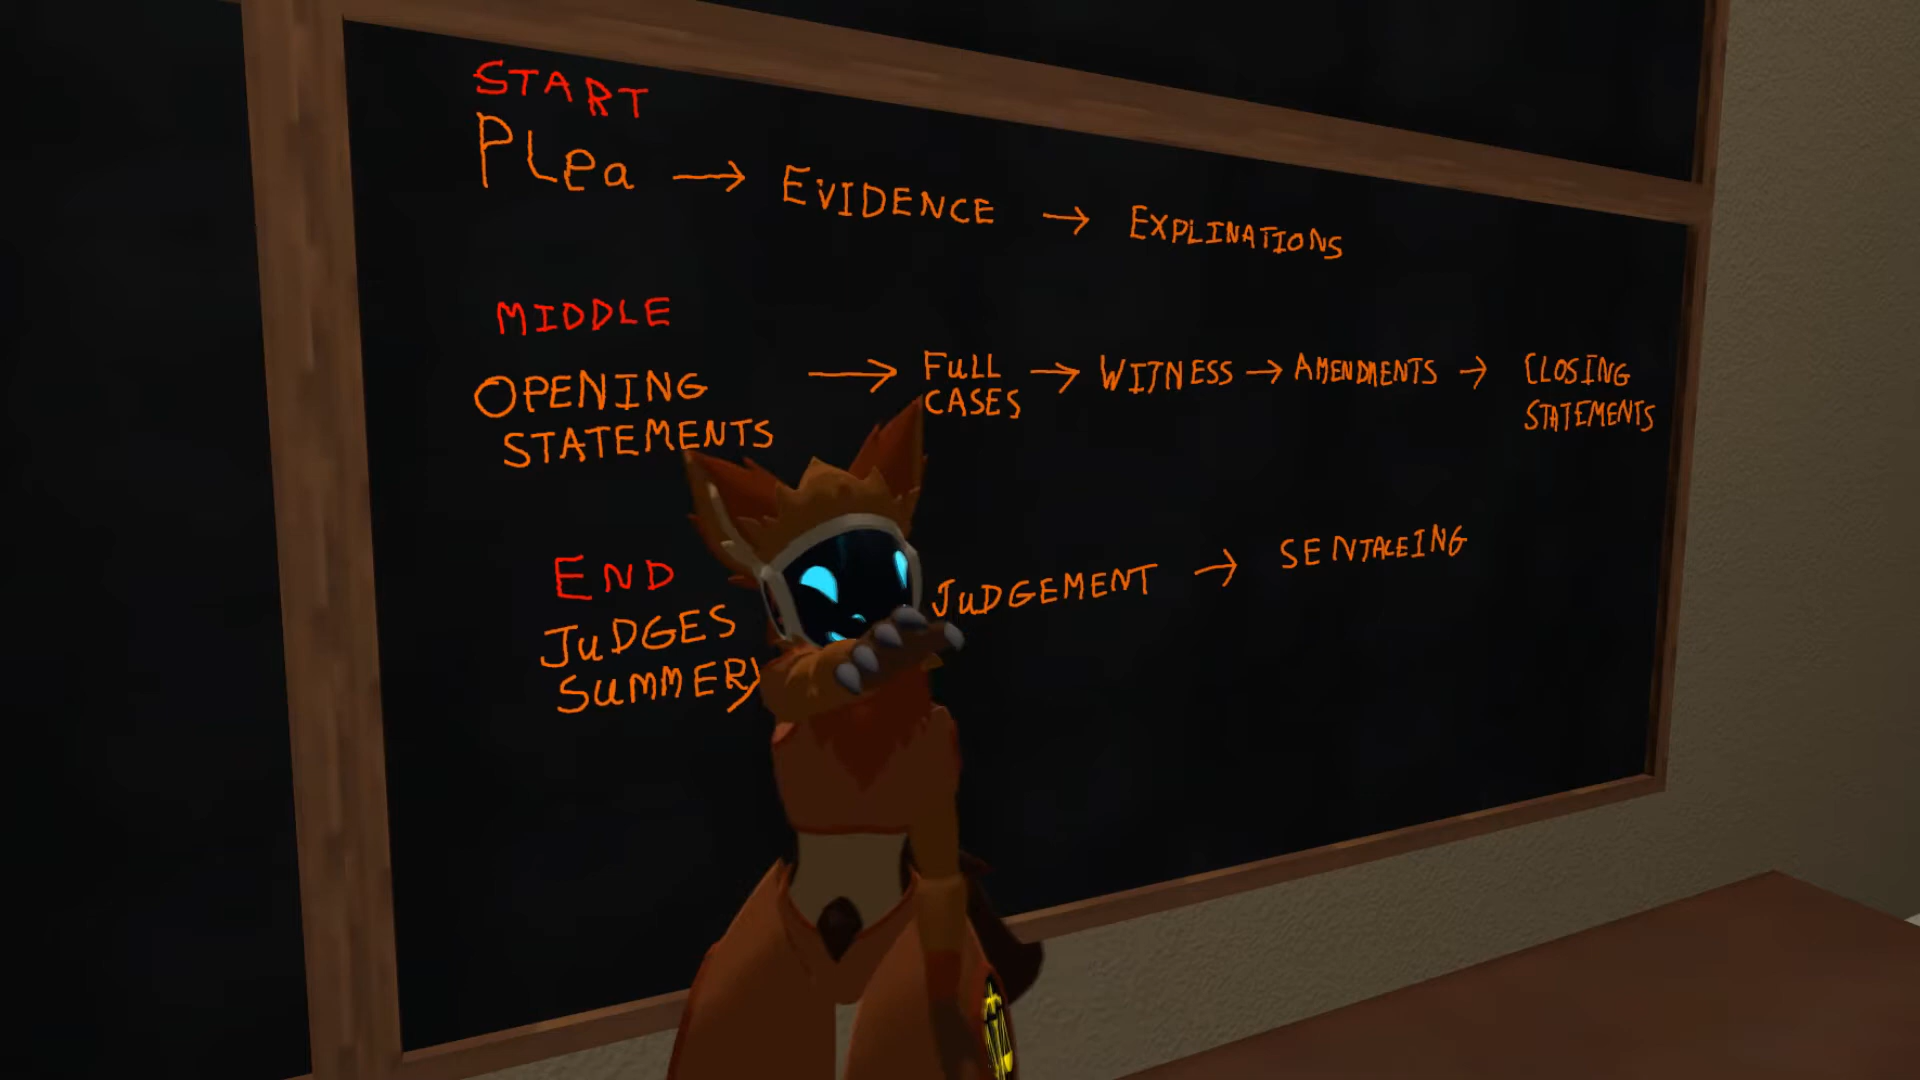 START
PLea → EVIDENCE → EXPLINATIONS
MIDDLE
OPENING STATEMENTS → FuLL CASES → WITNESS → AMENDMENTS → CLOSING STATEMENTS
END
JuDGES SUMMERY JuDGEMENT → SENTACEING